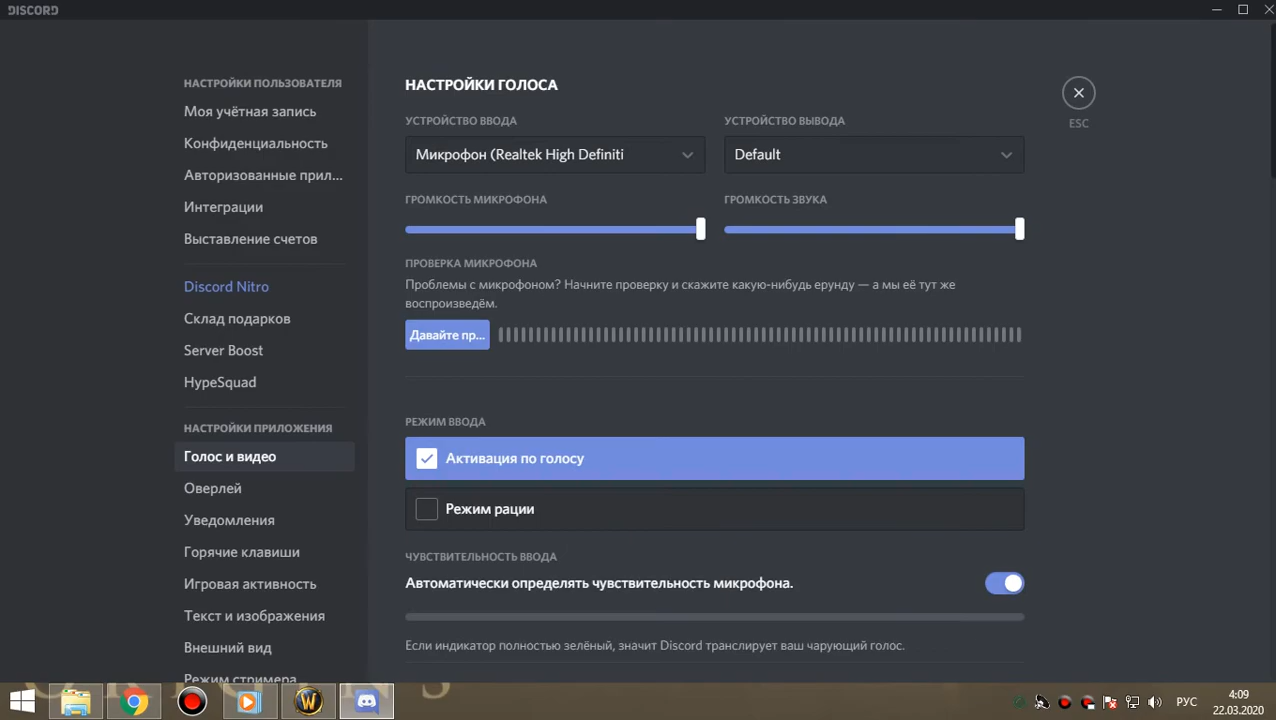 DISCORD
НАСТРОЙКИ ПОЛЬЗОВАТЕЛЯ
Моя учётная запись
Конфиденциальность
Авторизованные прил...
Интеграции
Выставление счетов
Discord Nitro
Склад подарков
Server Boost
HypeSquad
НАСТРОЙКИ ПРИЛОЖЕНИЯ
Голос и видео
Оверлей
Уведомления
Горячие клавиши
Игровая активность
Текст и изображения
Внешний вид
Режим стримера
НАСТРОЙКИ ГОЛОСА
ESC
УСТРОЙСТВО ВВОДА
УСТРОЙСТВО ВЫВОДА
Микрофон (Realtek High Definiti
Default
ГРОМКОСТЬ МИКРОФОНА
ГРОМКОСТЬ ЗВУКА
ПРОВЕРКА МИКРОФОНА
Проблемы с микрофоном? Начните проверку и скажите какую-нибудь ерунду — а мы её тут же
воспроизведём.
Давайте пр...
РЕЖИМ ВВОДА
Активация по голосу
Режим рации
ЧУВСТВИТЕЛЬНОСТЬ ВВОДА
Автоматически определять чувствительность микрофона.
Если индикатор полностью зелёный, значит Discord транслирует ваш чарующий голос.
РУС
4:09
22.03.2020